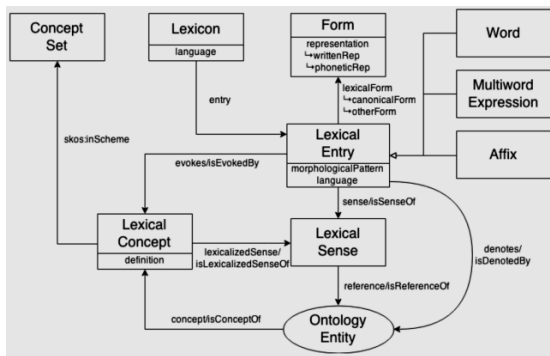 Concept
Set
Lexicon
language
Form
representation
↳writtenRep
↳phoneticRep
Word
Multiword
Expression
Affix
entry
lexicalForm
↳canonicalForm
↳otherForm
skos:inScheme
Lexical
Entry
morphologicalPattern
language
evokes/isEvokedBy
sense/isSenseOf
Lexical
Concept
definition
lexicalizedSense/
isLexicalizedSenseOf
Lexical
Sense
denotes/
isDenotedBy
reference/isReferenceOf
concept/isConceptOf
Ontology
Entity